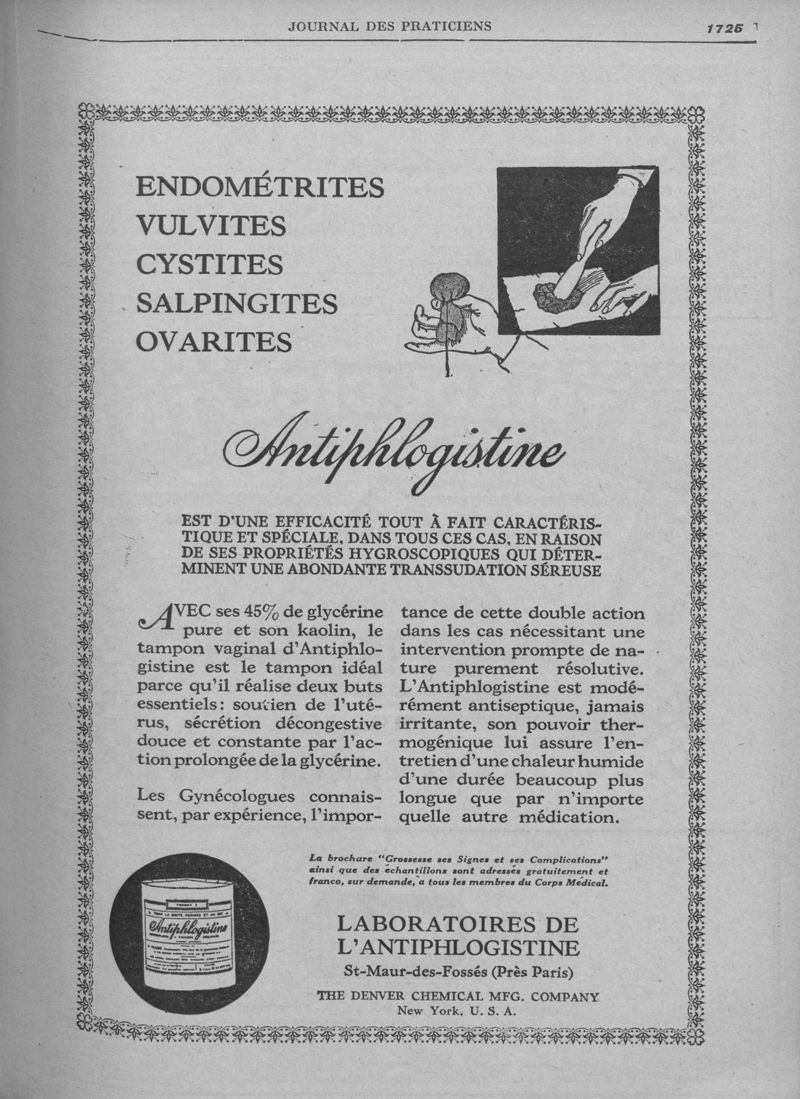 JOURNAL DES PRATICIENS
1725
ENDOMÉTRITES
VULVITES
CYSTITES
SALPINGITES
OVARITES
Antiphlogistine
EST D'UNE EFFICACITÉ TOUT À FAIT CARACTÉRIS-
TIQUE ET SPÉCIALE, DANS TOUS CES CAS, EN RAISON
DE SES PROPRIÉTÉS HYGROSCOPIQUES QUI DÉTER-
MINENT UNE ABONDANTE TRANSSUDATION SÉREUSE
AVEC ses 45% de glycérine
pure et son kaolin, le
tampon vaginal d'Antiphlo-
gistine est le tampon idéal
parce qu'il réalise deux buts
essentiels: soutien de l'uté-
rus, sécrétion décongestive
douce et constante par l'ac-
tion prolongée de la glycérine.
Les Gynécologues connais-
sent, par expérience, l'impor-
tance de cette double action
dans les cas nécessitant une
intervention prompte de na-
ture purement résolutive.
L'Antiphlogistine est modé-
rément antiseptique, jamais
irritante, son pouvoir ther-
mogénique lui assure l'en-
tretien d'une chaleur humide
d'une durée beaucoup plus
longue que par n'importe
quelle autre médication.
La brochure "Grossesse ses Signes et ses Complications"
ainsi que des échantillons sont adressés gratuitement et
franco, sur demande, a tous les membres du Corps Médical.
Antiphlogistine
LABORATOIRES DE
L'ANTIPHLOGISTINE
St-Maur-des-Fossés (Près Paris)
THE DENVER CHEMICAL MFG. COMPANY
New York, U. S. A.